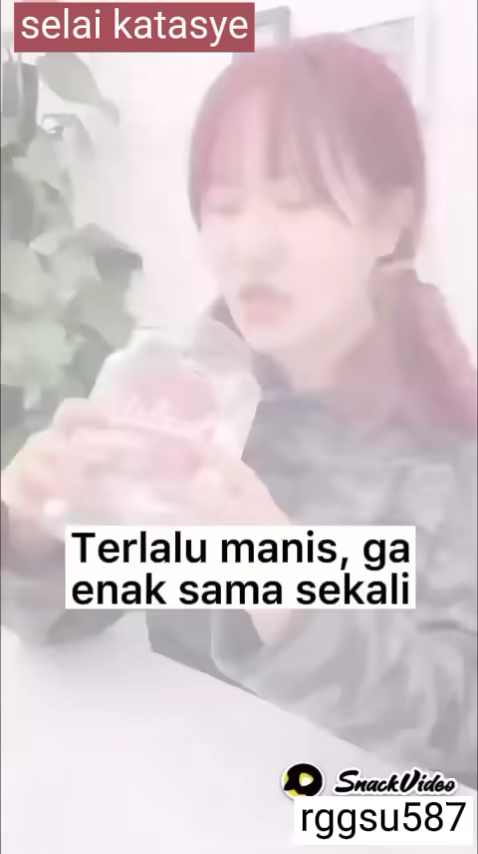 selai katasye
Terlalu manis, ga
enak sama sekali
SnackVideo
rggsu587